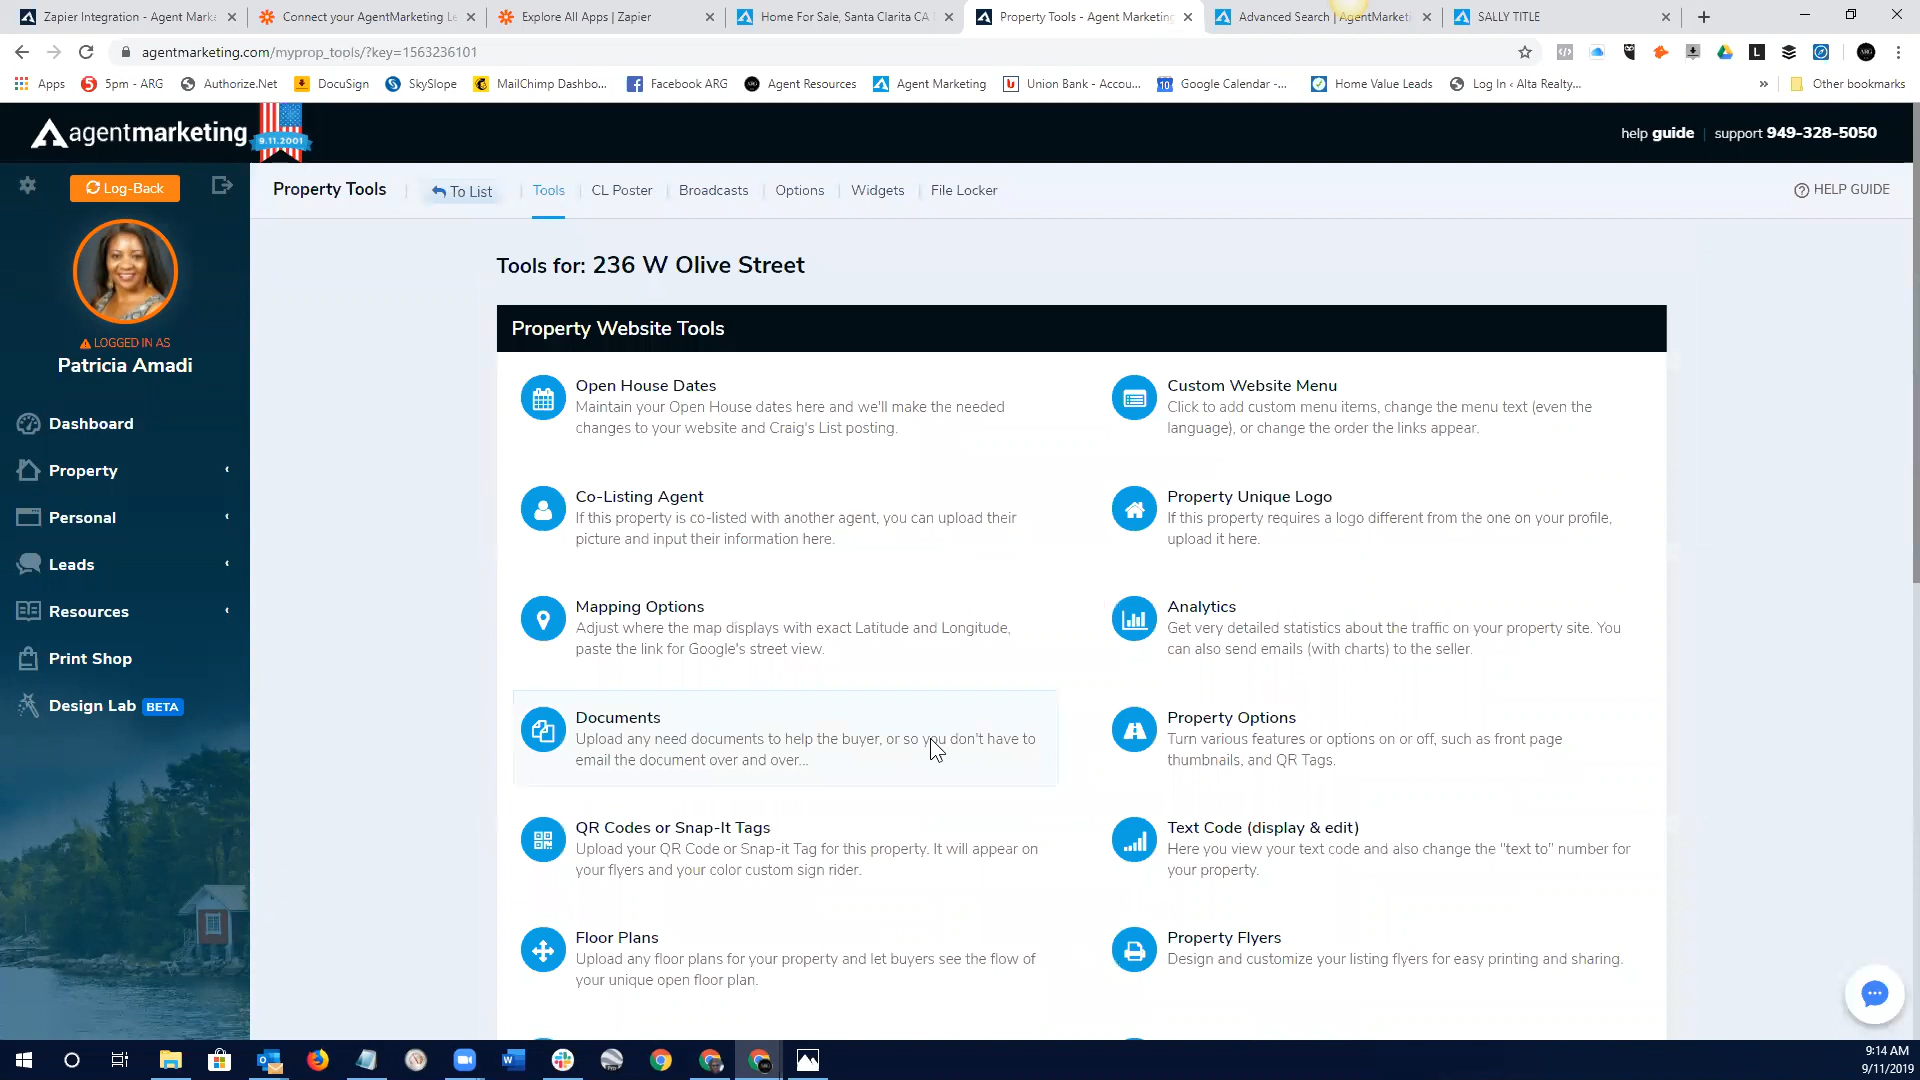 Zapier Integration - Agent Mark
Connect your AgentMarketing Le
Explore All Apps | Zapier
Home For Sale, Santa Clarita CA
Property Tools - Agent Marketing
Advanced Search | AgentMarketi
SALLY TITLE
agentmarketing.com/myprop_tools/?key=1563236101
Apps
5pm - ARG
Authorize.Net
DocuSign
SkySlope
MailChimp Dashbo...
Facebook ARG
Agent Resources
Agent Marketing
Union Bank - Accou...
Google Calendar -...
Home Value Leads
Log In ‹ Alta Realty...
»
Other bookmarks
agentmarketing
9.11.2001
help guide | support 949-328-5050
Log-Back
Property Tools
To List
Tools
CL Poster
Broadcasts
Options
Widgets
File Locker
HELP GUIDE
LOGGED IN AS
Patricia Amadi
Dashboard
Property
Personal
Leads
Resources
Print Shop
Design Lab BETA
Tools for: 236 W Olive Street
Property Website Tools
Open House Dates
Maintain your Open House dates here and we'll make the needed
changes to your website and Craig's List posting.
Custom Website Menu
Click to add custom menu items, change the menu text (even the
language), or change the order the links appear.
Co-Listing Agent
If this property is co-listed with another agent, you can upload their
picture and input their information here.
Property Unique Logo
If this property requires a logo different from the one on your profile,
upload it here.
Mapping Options
Adjust where the map displays with exact Latitude and Longitude,
paste the link for Google's street view.
Analytics
Get very detailed statistics about the traffic on your property site. You
can also send emails (with charts) to the seller.
Documents
Upload any need documents to help the buyer, or so you don't have to
email the document over and over...
Property Options
Turn various features or options on or off, such as front page
thumbnails, and QR Tags.
QR Codes or Snap-It Tags
Upload your QR Code or Snap-it Tag for this property. It will appear on
your flyers and your color custom sign rider.
Text Code (display & edit)
Here you view your text code and also change the "text to" number for
your property.
Floor Plans
Upload any floor plans for your property and let buyers see the flow of
your unique open floor plan.
Property Flyers
Design and customize your listing flyers for easy printing and sharing.
9:14 AM
9/11/2019